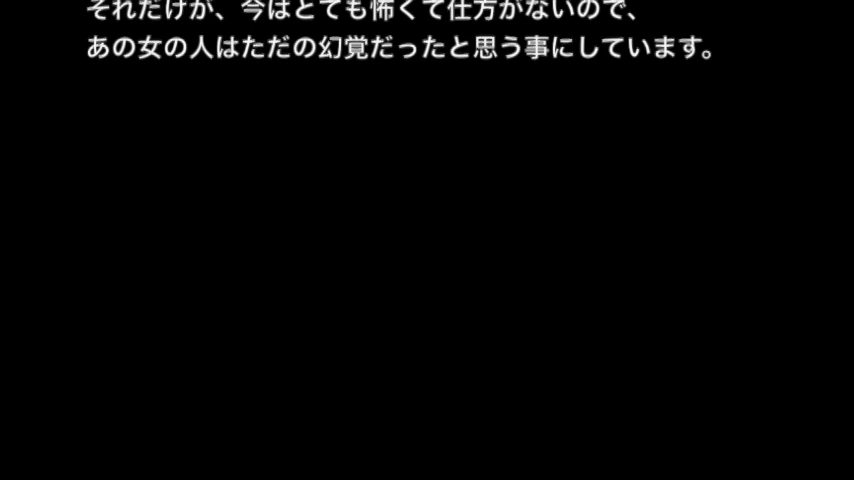 それだけが、今はとても怖くて仕方がないので、
あの女の人はただの幻覚だったと思う事にしています。